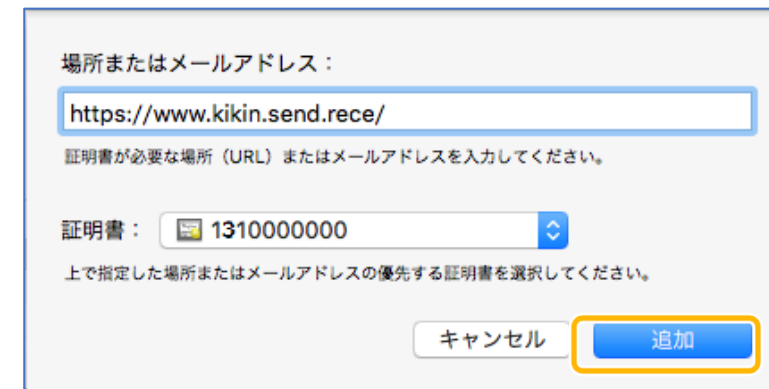 場所またはメールアドレス：
https://www.kikin.send.rece/
証明書が必要な場所（URL）またはメールアドレスを入力してください。
証明書： 1310000000
上で指定した場所またはメールアドレスの優先する証明書を選択してください。
キャンセル 追加